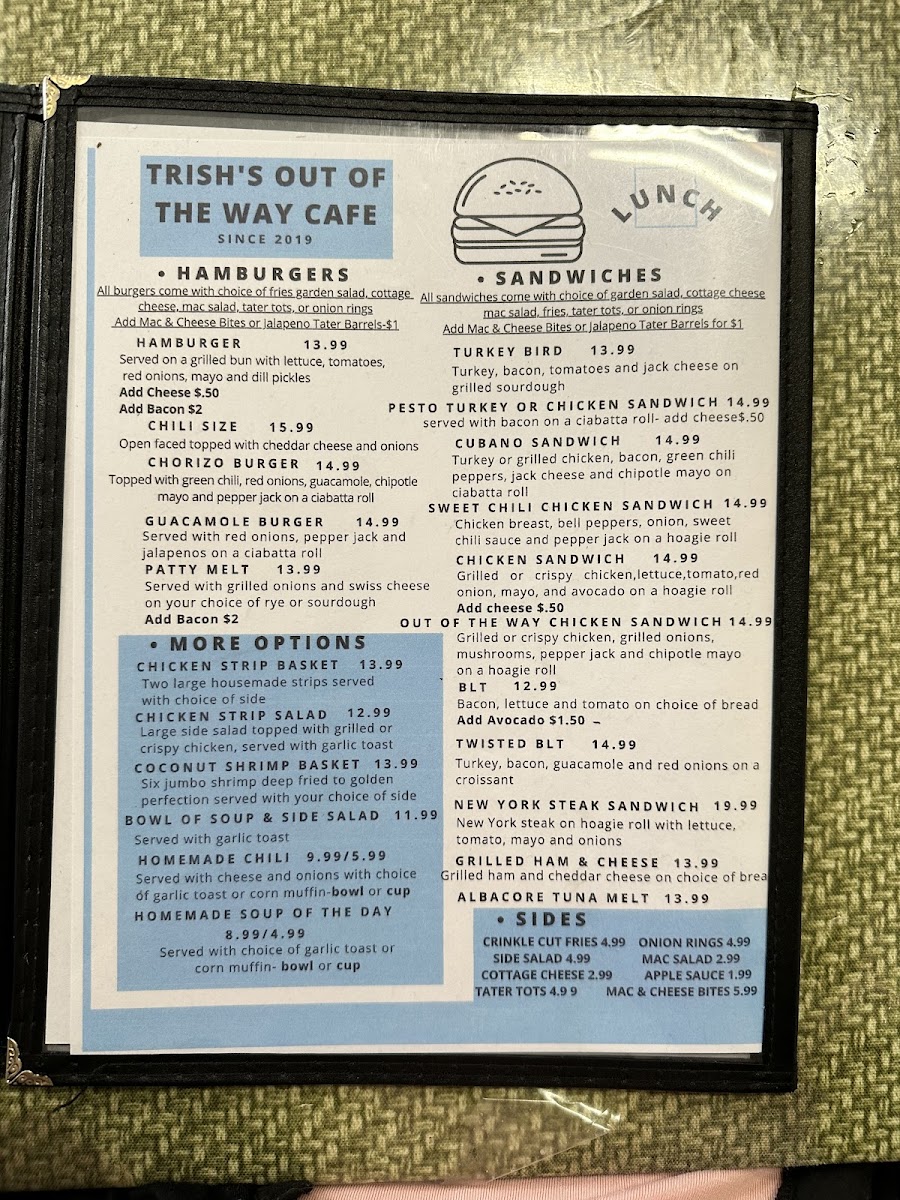 TRISH'S OUT OF
THE WAY CAFE
SINCE 2019
LUNCH
• HAMBURGERS
All burgers come with choice of fries garden salad, cottage
cheese, mac salad, tater tots, or onion rings
Add Mac & Cheese Bites or Jalapeno Tater Barrels-$1
HAMBURGER 13.99
Served on a grilled bun with lettuce, tomatoes,
red onions, mayo and dill pickles
Add Cheese $.50
Add Bacon $2
CHILI SIZE 15.99
Open faced topped with cheddar cheese and onions
CHORIZO BURGER 14.99
Topped with green chili, red onions, guacamole, chipotle
mayo and pepper jack on a ciabatta roll
GUACAMOLE BURGER 14.99
Served with red onions, pepper jack and
jalapenos on a ciabatta roll
PATTY MELT 13.99
Served with grilled onions and swiss cheese
on your choice of rye or sourdough
Add Bacon $2
• MORE OPTIONS
CHICKEN STRIP BASKET 13.99
Two large housemade strips served
with choice of side
CHICKEN STRIP SALAD 12.99
Large side salad topped with grilled or
crispy chicken, served with garlic toast
COCONUT SHRIMP BASKET 13.99
Six jumbo shrimp deep fried to golden
perfection served with your choice of side
BOWL OF SOUP & SIDE SALAD 11.99
Served with garlic toast
HOMEMADE CHILI 9.99/5.99
Served with cheese and onions with choice
of garlic toast or corn muffin-bowl or cup
HOMEMADE SOUP OF THE DAY
8.99/4.99
Served with choice of garlic toast or
corn muffin- bowl or cup
• SANDWICHES
All sandwiches come with choice of garden salad, cottage cheese
mac salad, fries, tater tots, or onion rings
Add Mac & Cheese Bites or Jalapeno Tater Barrels for $1
TURKEY BIRD 13.99
Turkey, bacon, tomatoes and jack cheese on
grilled sourdough
PESTO TURKEY OR CHICKEN SANDWICH 14.99
served with bacon on a ciabatta roll- add cheese$.50
CUBANO SANDWICH 14.99
Turkey or grilled chicken, bacon, green chili
peppers, jack cheese and chipotle mayo on
ciabatta roll
SWEET CHILI CHICKEN SANDWICH 14.99
Chicken breast, bell peppers, onion, sweet
chili sauce and pepper jack on a hoagie roll
CHICKEN SANDWICH 14.99
Grilled or crispy chicken,lettuce,tomato,red
onion, mayo, and avocado on a hoagie roll
Add cheese $.50
OUT OF THE WAY CHICKEN SANDWICH 14.99
Grilled or crispy chicken, grilled onions,
mushrooms, pepper jack and chipotle mayo
on a hoagie roll
BLT 12.99
Bacon, lettuce and tomato on choice of bread
Add Avocado $1.50
TWISTED BLT 14.99
Turkey, bacon, guacamole and red onions on a
croissant
NEW YORK STEAK SANDWICH 19.99
New York steak on hoagie roll with lettuce,
tomato, mayo and onions
GRILLED HAM & CHEESE 13.99
Grilled ham and cheddar cheese on choice of brea
ALBACORE TUNA MELT 13.99
• SIDES
CRINKLE CUT FRIES 4.99 ONION RINGS 4.99
SIDE SALAD 4.99 MAC SALAD 2.99
COTTAGE CHEESE 2.99 APPLE SAUCE 1.99
TATER TOTS 4.9 9 MAC & CHEESE BITES 5.99